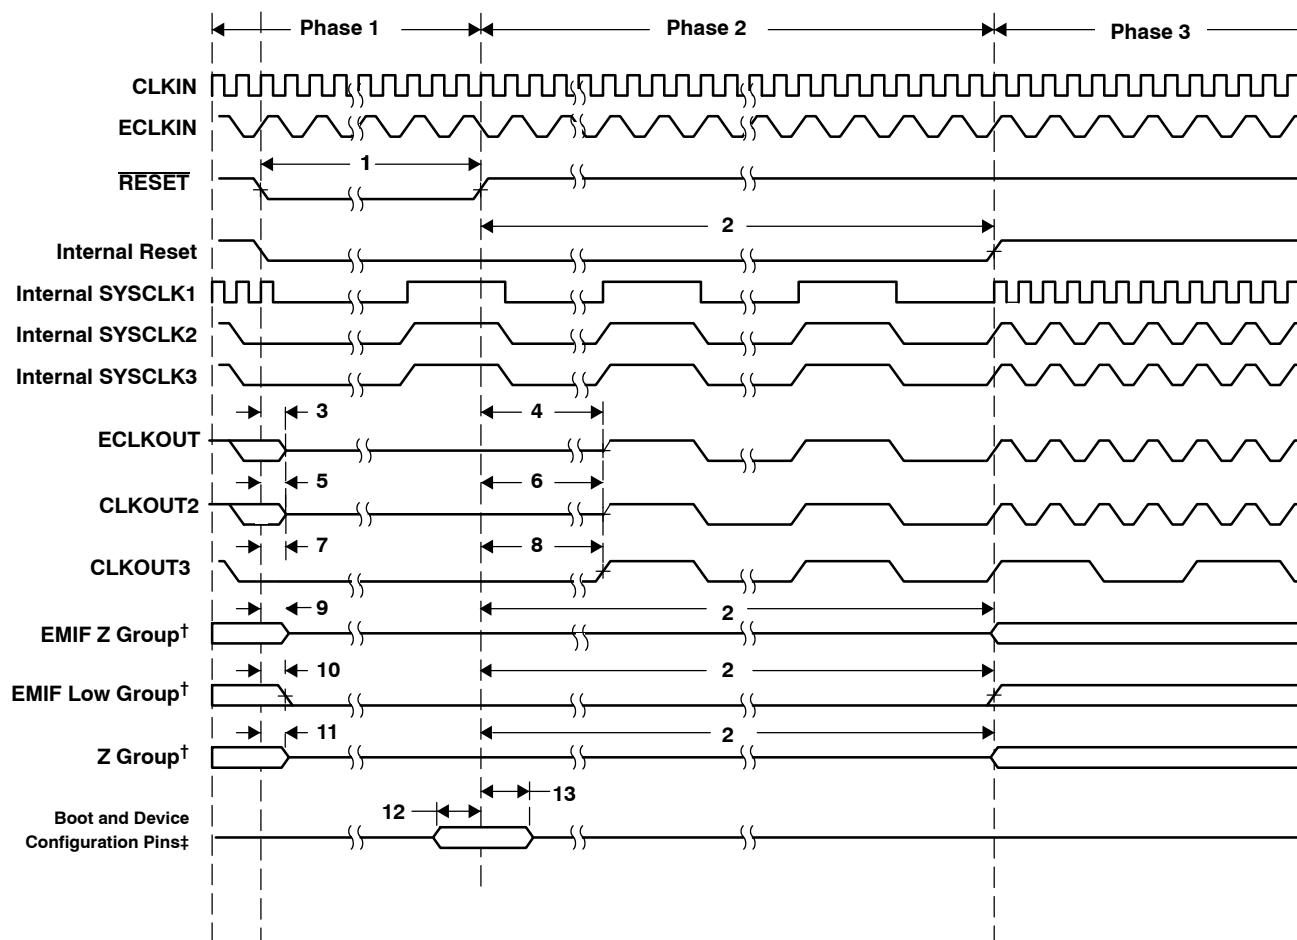 Phase 1
Phase 2
Phase 3
CLKIN
ECLKIN
1
RESET
2
Internal Reset
Internal SYSCLK1
Internal SYSCLK2
Internal SYSCLK3
3
4
ECLKOUT
5
6
CLKOUT2
7
8
CLKOUT3
9
2
EMIF Z Group†
10
2
EMIF Low Group†
11
2
Z Group†
13
12
Boot and Device
Configuration Pins‡